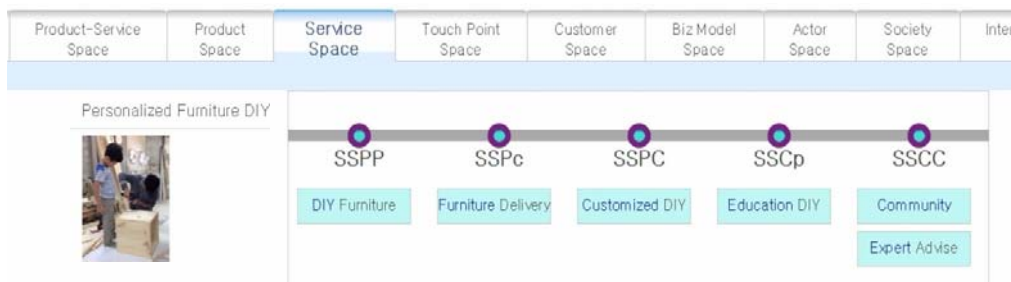 Product-Service
Space
Product
Space
Service
Space
Touch Point
Space
Customer
Space
Biz Model
Space
Actor
Space
Society
Space
Inter
Personalized Furniture DIY
SSPP
SSPc
SSPC
SSCp
SSCC
DIY Furniture
Furniture Delivery
Customized DIY
Education DIY
Community
Expert Advise